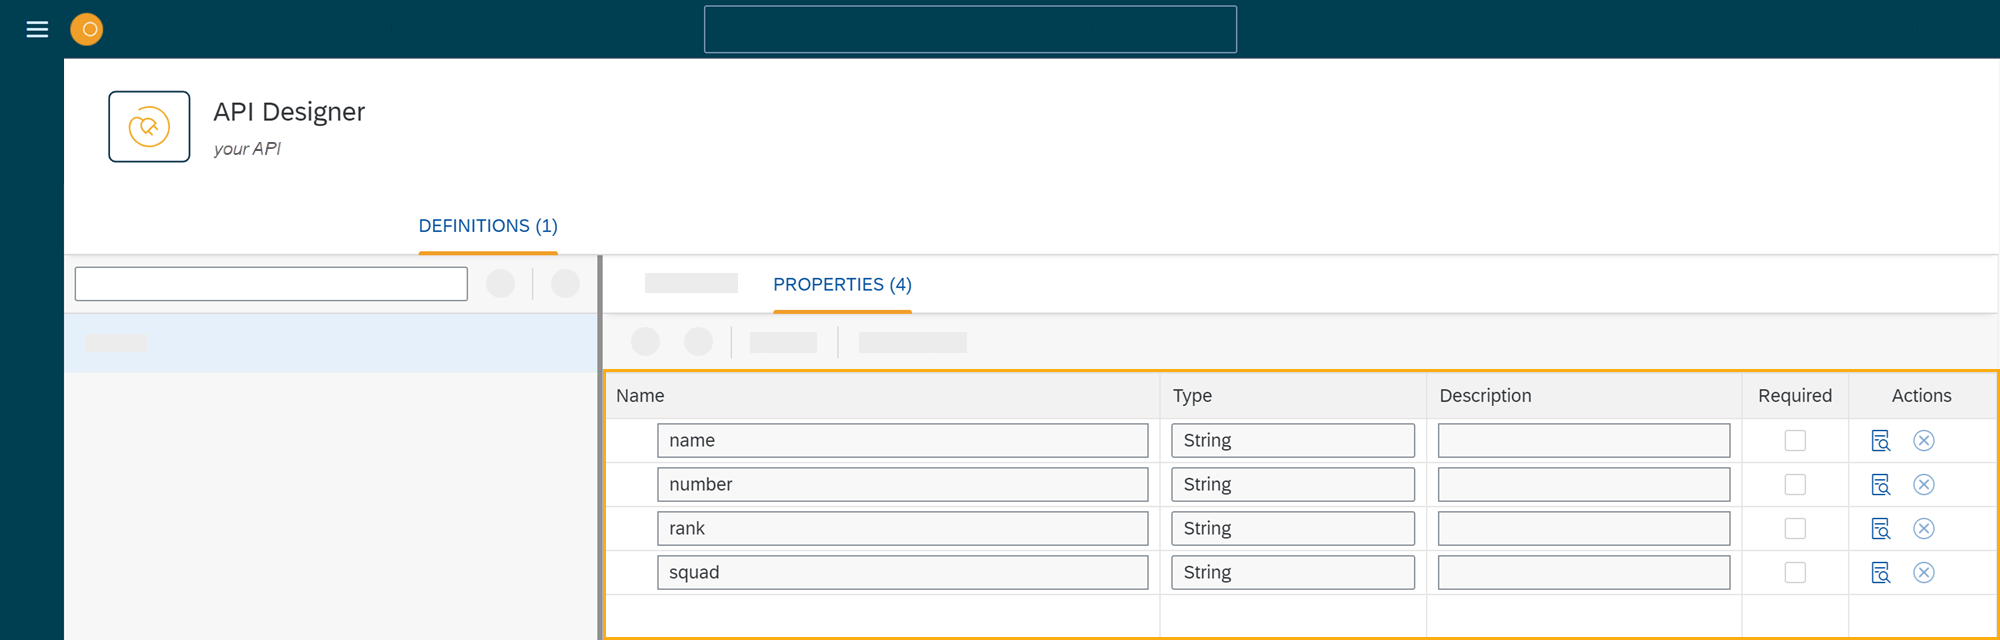 API Designer
your API
DEFINITIONS (1)
PROPERTIES (4)
Name Type Description Required Actions
name String
number String
rank String
squad String